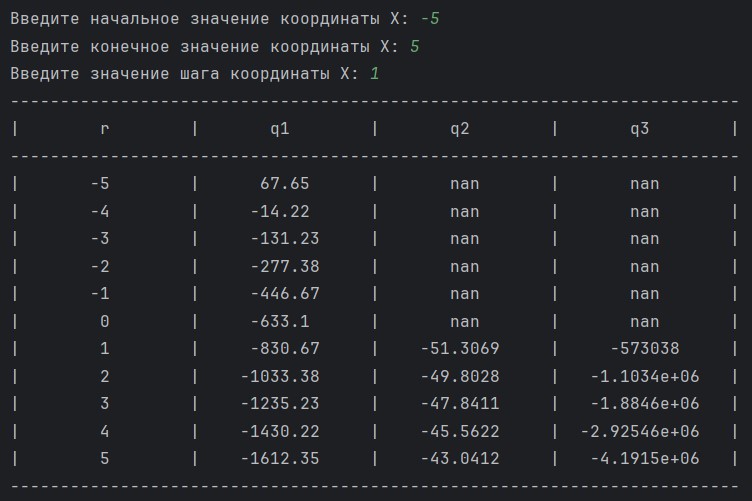 Введите начальное значение координаты X: -5
Введите конечное значение координаты X: 5
Введите значение шага координаты X: 1
-------------------------------------------------------------------------
|        r        |       q1        |       q2        |       q3        |
-------------------------------------------------------------------------
|       -5        |      67.65      |       nan       |       nan       |
|       -4        |     -14.22      |       nan       |       nan       |
|       -3        |     -131.23     |       nan       |       nan       |
|       -2        |     -277.38     |       nan       |       nan       |
|       -1        |     -446.67     |       nan       |       nan       |
|        0        |     -633.1      |       nan       |       nan       |
|        1        |     -830.67     |    -51.3069     |     -573038     |
|        2        |    -1033.38     |    -49.8028     |   -1.1034e+06   |
|        3        |    -1235.23     |    -47.8411     |   -1.8846e+06   |
|        4        |    -1430.22     |    -45.5622     |  -2.92546e+06   |
|        5        |    -1612.35     |    -43.0412     |   -4.1915e+06   |
-------------------------------------------------------------------------